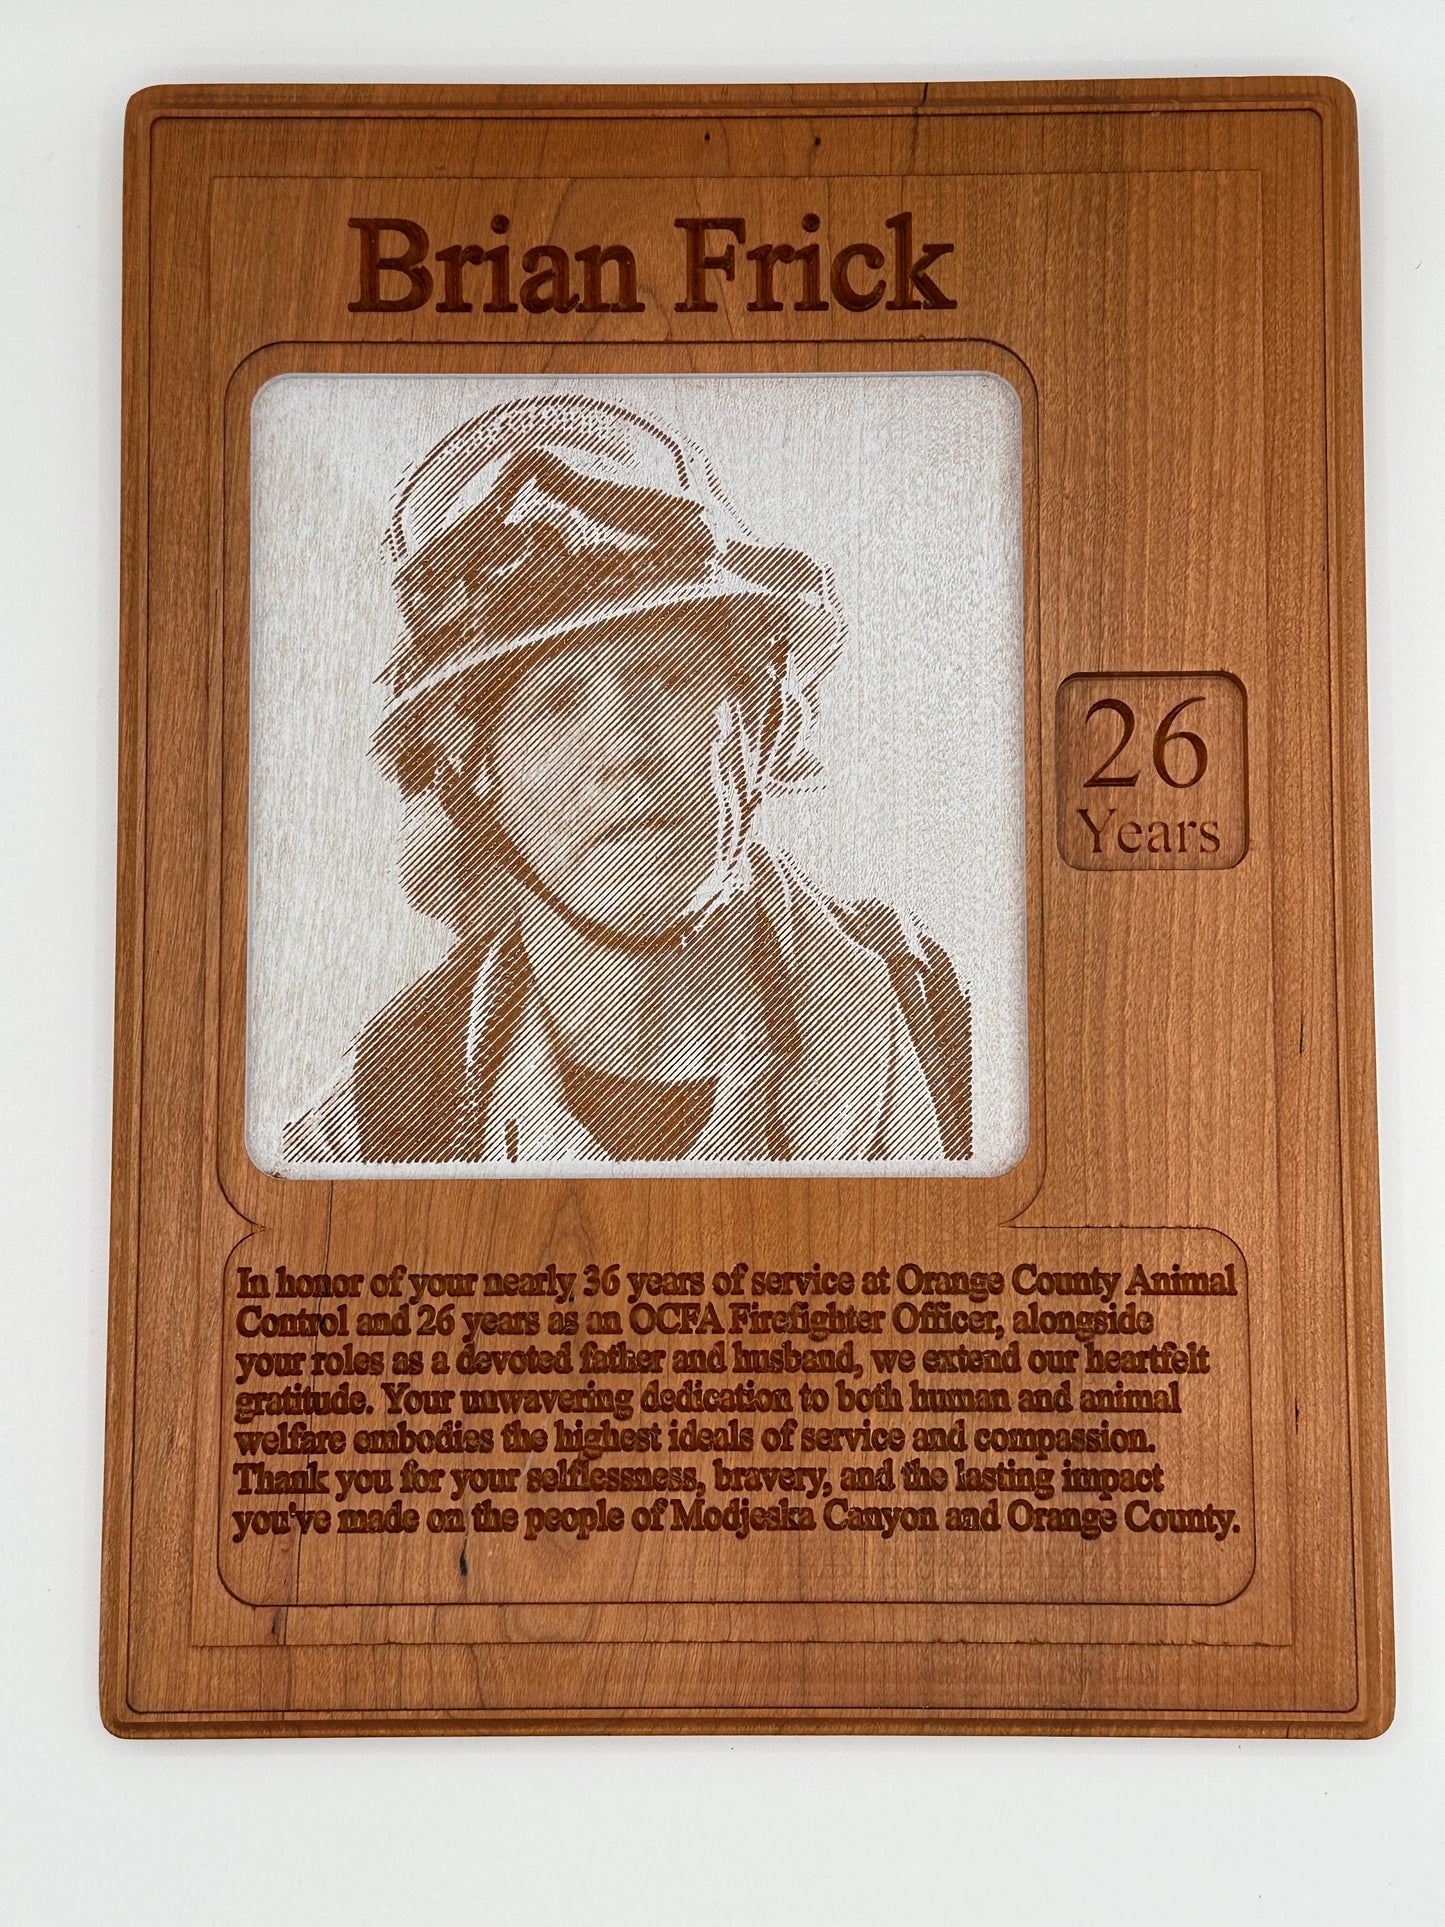 Brian Frick
26
Years
In honor of your nearly 36 years of service at Orange County Animal
Control and 26 years as an OCFA Firefighter Officer, alongside
your roles as a devoted father and husband, we extend our heartfelt
gratitude. Your unwavering dedication to both human and animal
welfare embodies the highest ideals of service and compassion.
Thank you for your selflessness, bravery, and the lasting impact
you've made on the people of Modjeska Canyon and Orange County.